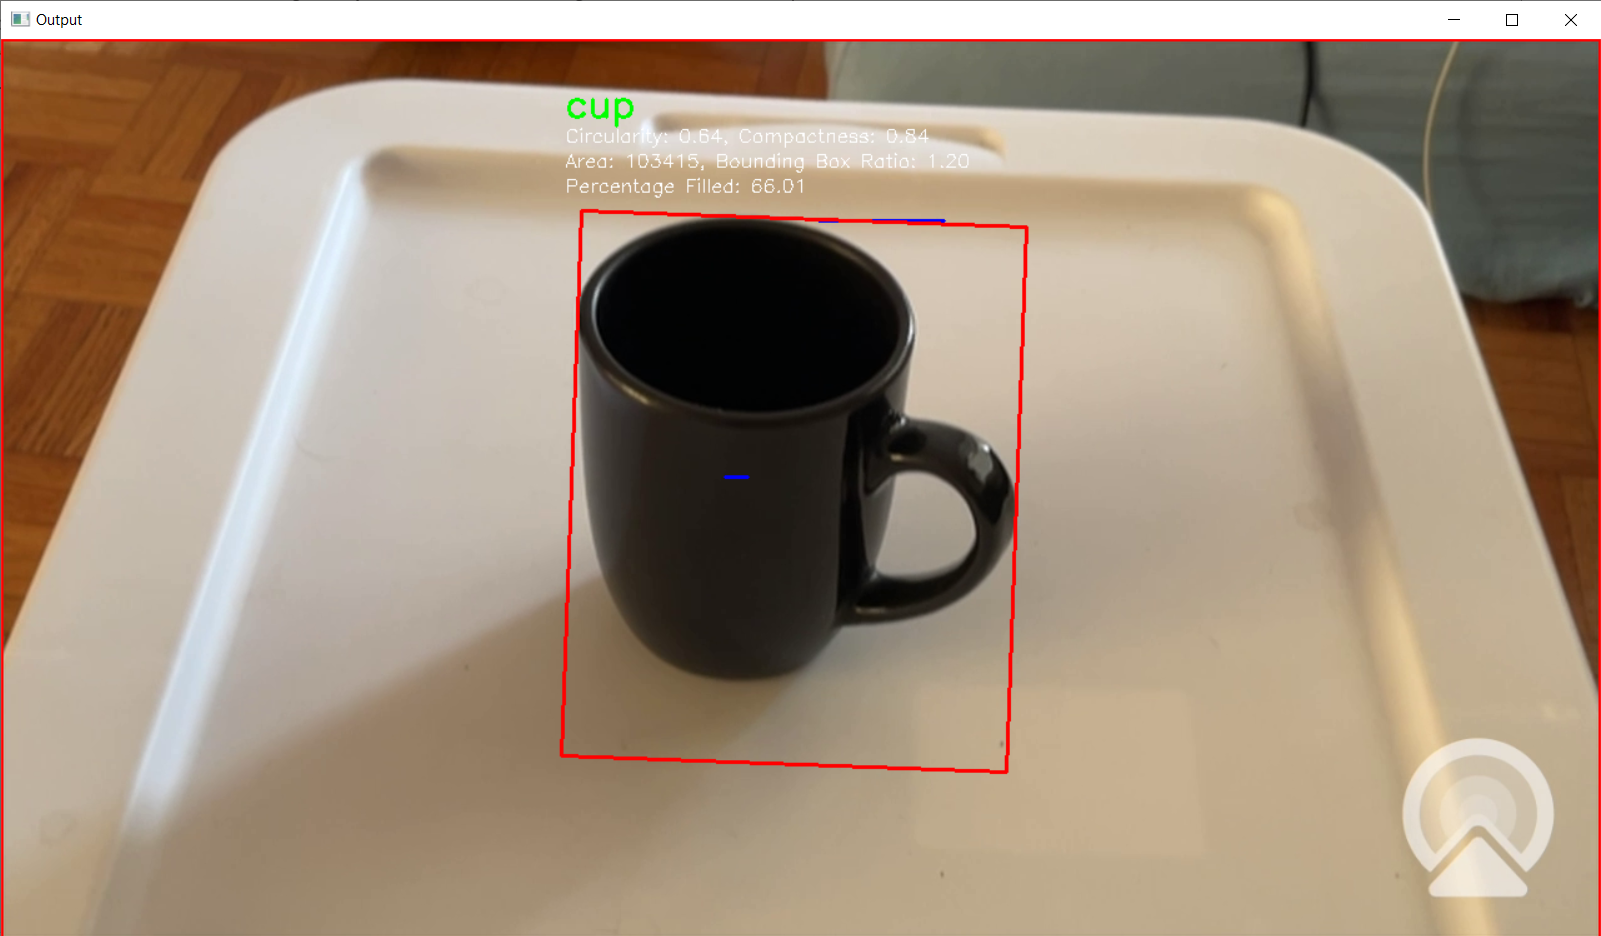 Output
cup
Circularity: 0.64, Compactness: 0.84
Area: 103415, Bounding Box Ratio: 1.20
Percentage Filled: 66.01